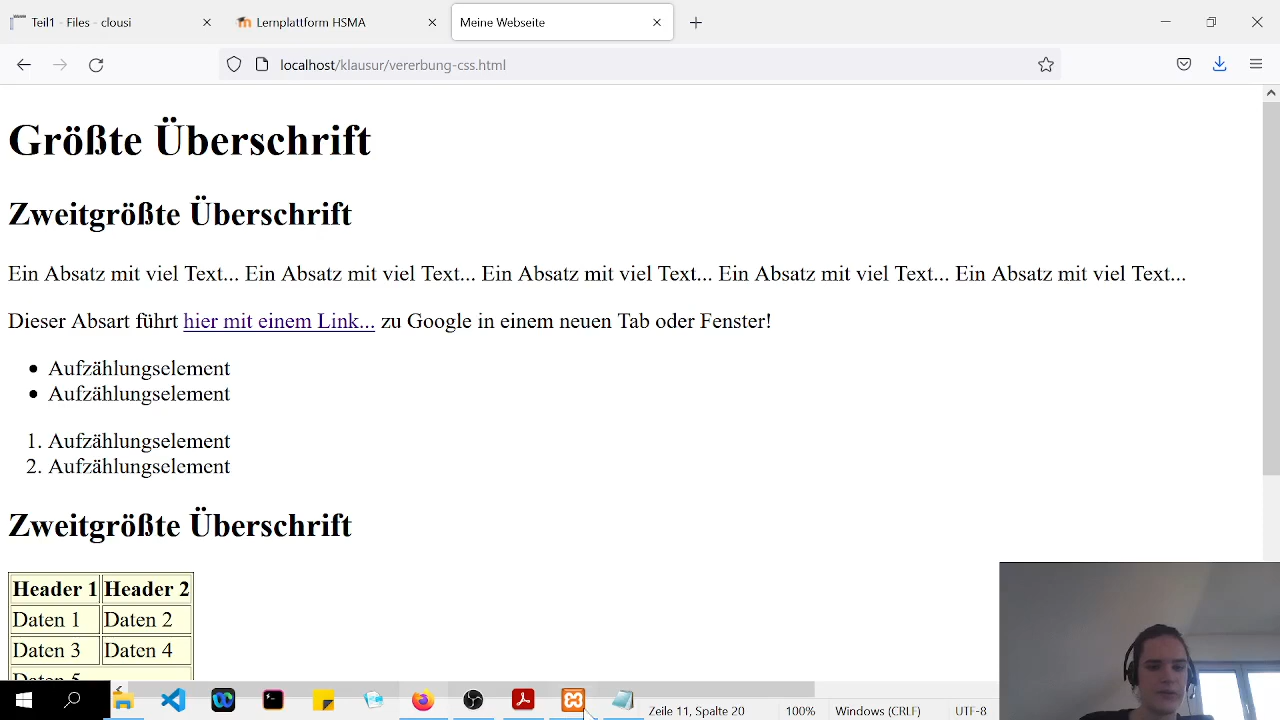 Teil1 - Files - clousi
Lernplattform HSMA
Meine Webseite
localhost/klausur/vererbung-css.html
Größte Überschrift
Zweitgrößte Überschrift
Ein Absatz mit viel Text... Ein Absatz mit viel Text... Ein Absatz mit viel Text... Ein Absatz mit viel Text... Ein Absatz mit viel Text...
Dieser Absart führt hier mit einem Link... zu Google in einem neuen Tab oder Fenster!
• Aufzählungselement
• Aufzählungselement
1. Aufzählungselement
2. Aufzählungselement
Zweitgrößte Überschrift
Header 1 Header 2
Daten 1 Daten 2
Daten 3 Daten 4
Daten 5
Zeile 11, Spalte 20 100% Windows (CRLF) UTF-8